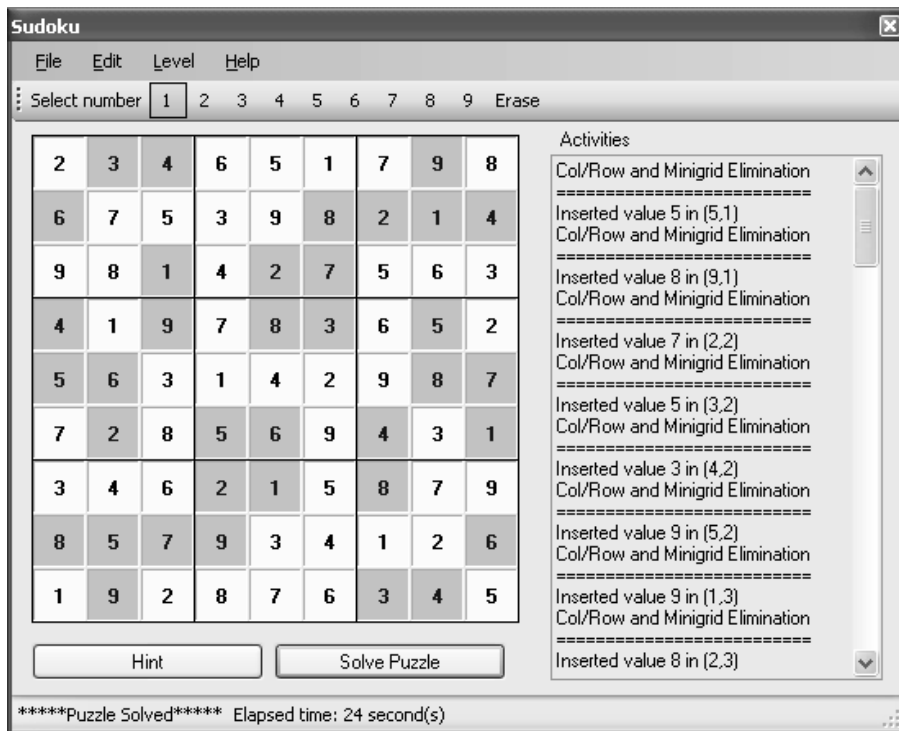 Sudoku
File Edit Level Help
Select number 1 2 3 4 5 6 7 8 9 Erase
2 3 4 6 5 1 7 9 8
6 7 5 3 9 8 2 1 4
9 8 1 4 2 7 5 6 3
4 1 9 7 8 3 6 5 2
5 6 3 1 4 2 9 8 7
7 2 8 5 6 9 4 3 1
3 4 6 2 1 5 8 7 9
8 5 7 9 3 4 1 2 6
1 9 2 8 7 6 3 4 5
Hint Solve Puzzle
Activities
Col/Row and Minigrid Elimination
===========================
Inserted value 5 in (5,1)
Col/Row and Minigrid Elimination
===========================
Inserted value 8 in (9,1)
Col/Row and Minigrid Elimination
===========================
Inserted value 7 in (2,2)
Col/Row and Minigrid Elimination
===========================
Inserted value 5 in (3,2)
Col/Row and Minigrid Elimination
===========================
Inserted value 3 in (4,2)
Col/Row and Minigrid Elimination
===========================
Inserted value 9 in (5,2)
Col/Row and Minigrid Elimination
===========================
Inserted value 9 in (1,3)
Col/Row and Minigrid Elimination
===========================
Inserted value 8 in (2,3)
*****Puzzle Solved***** Elapsed time: 24 second(s)